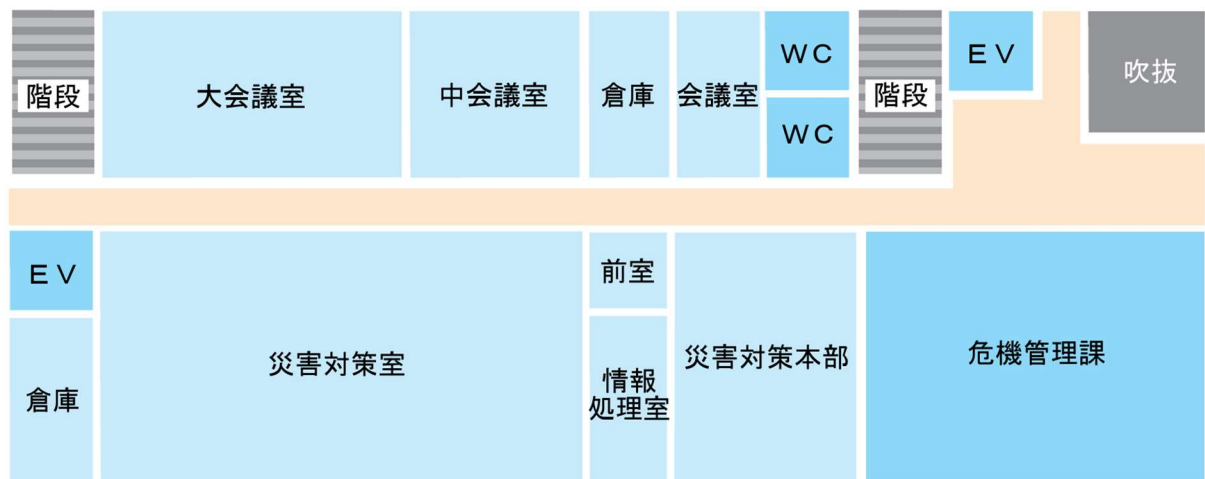 階段
大会議室
中会議室
倉庫
会議室
ＷＣ
ＷＣ
階段
ＥＶ
吹抜
ＥＶ
倉庫
災害対策室
前室
情報
処理室
災害対策本部
危機管理課